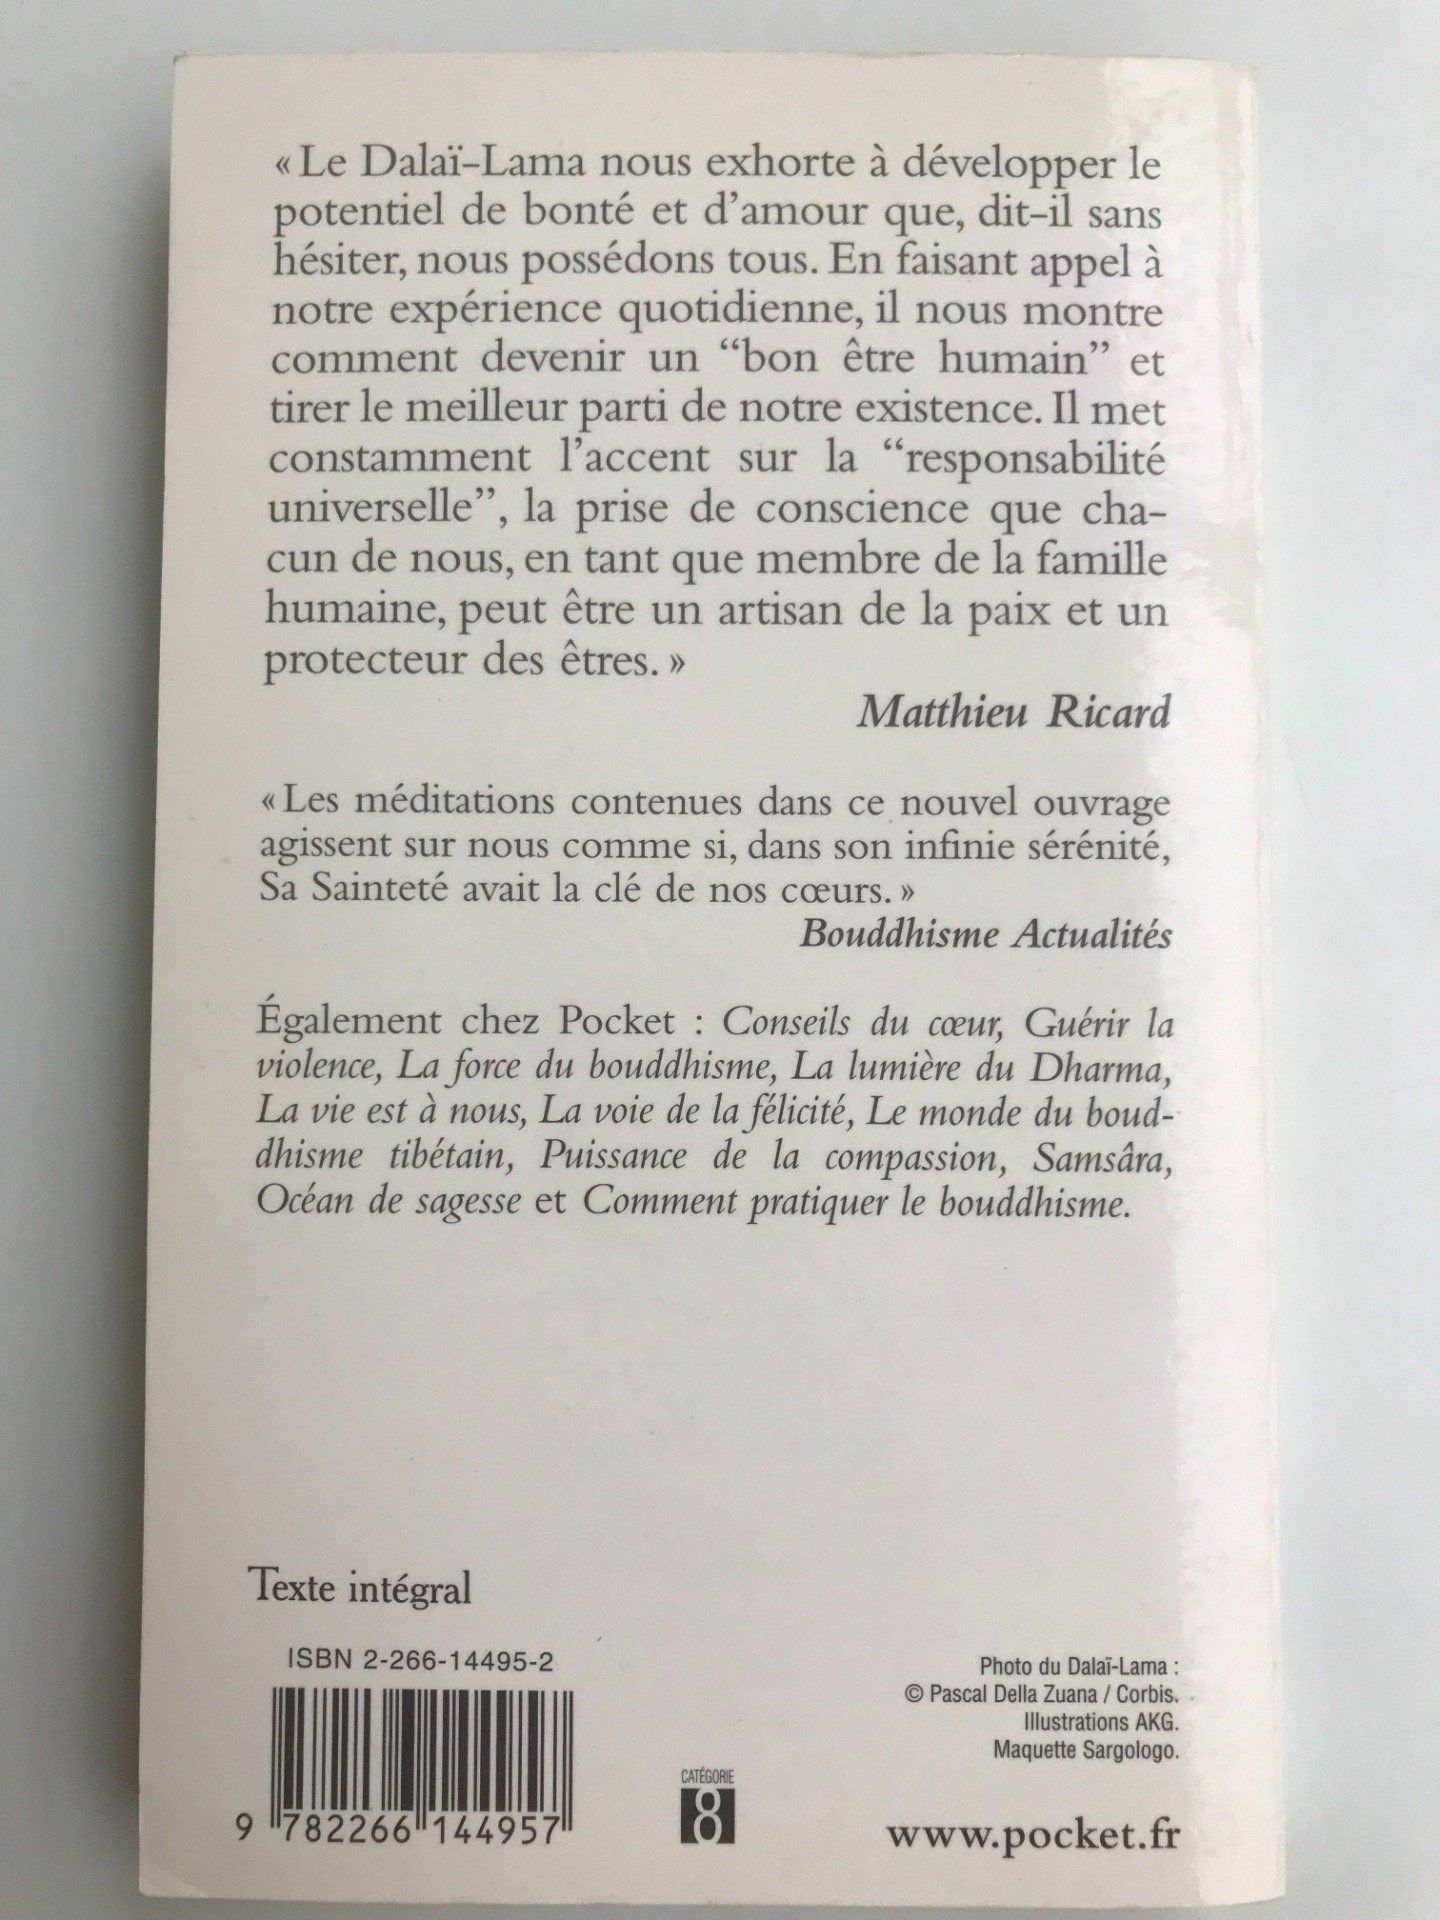 « Le Dalaï-Lama nous exhorte à développer le
potentiel de bonté et d'amour que, dit-il sans
hésiter, nous possédons tous. En faisant appel à
notre expérience quotidienne, il nous montre
comment devenir un “bon être humain” et
tirer le meilleur parti de notre existence. Il met
constamment l'accent sur la “responsabilité
universelle”, la prise de conscience que cha-
cun de nous, en tant que membre de la famille
humaine, peut être un artisan de la paix et un
protecteur des êtres. »
Matthieu Ricard
« Les méditations contenues dans ce nouvel ouvrage
agissent sur nous comme si, dans son infinie sérénité,
Sa Sainteté avait la clé de nos cœurs. »
Bouddhisme Actualités
Également chez Pocket : Conseils du cœur, Guérir la
violence, La force du bouddhisme, La lumière du Dharma,
La vie est à nous, La voie de la félicité, Le monde du boud-
dhisme tibétain, Puissance de la compassion, Samsâra,
Océan de sagesse et Comment pratiquer le bouddhisme.
Texte intégral
ISBN 2-266-14495-2
9 782266 144957
CATÉGORIE
8
Photo du Dalaï-Lama :
© Pascal Della Zuana / Corbis.
Illustrations AKG.
Maquette Sargologo.
www.pocket.fr